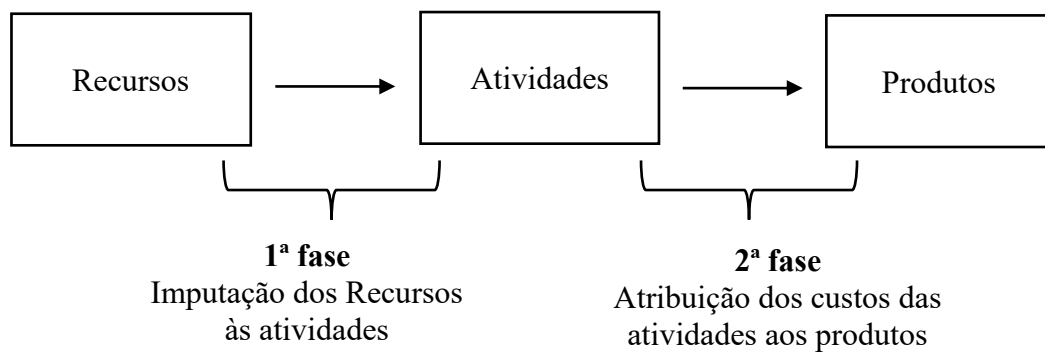 Recursos
Atividades
Produtos
1ª fase
Imputação dos Recursos
às atividades
2ª fase
Atribuição dos custos das
atividades aos produtos